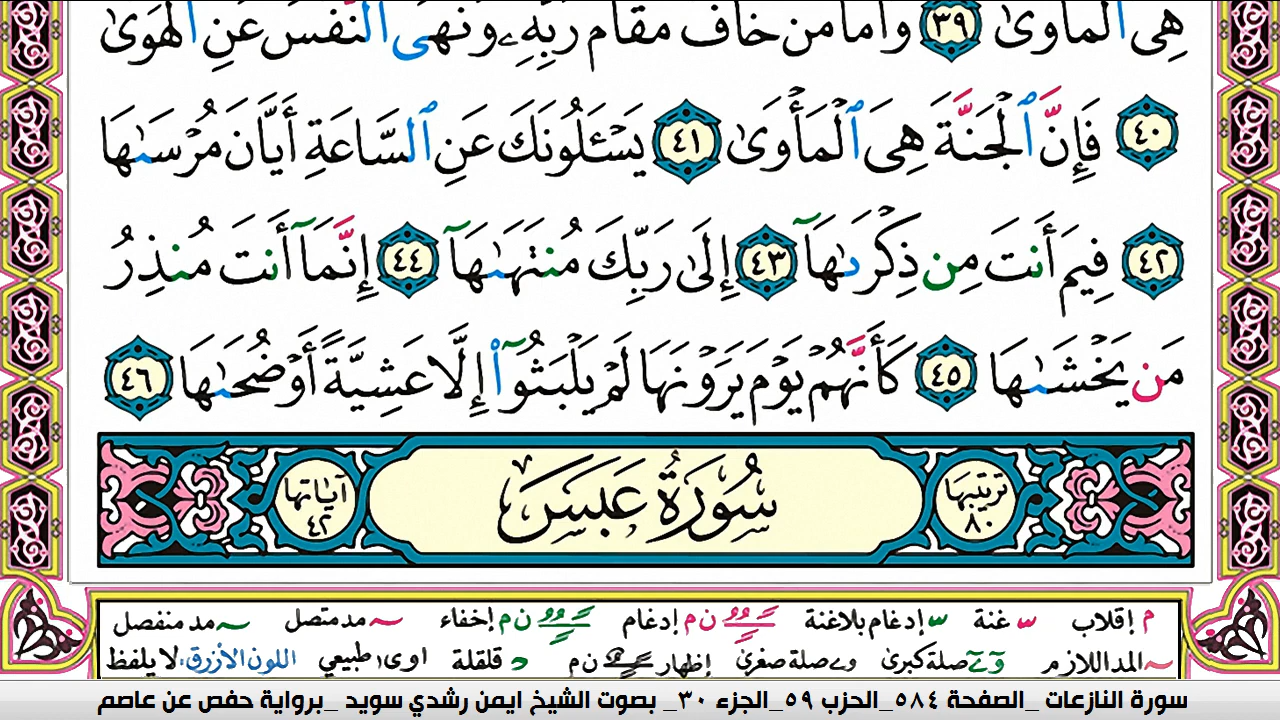 هِىَ ٱلْمَأْوَىٰ ٣٩ وَأَمَّا مَنْ خَافَ مَقَامَ رَبِّهِۦ وَنَهَى ٱلنَّفْسَ عَنِ ٱلْهَوَىٰ
٤٠ فَإِنَّ ٱلْجَنَّةَ هِىَ ٱلْمَأْوَىٰ ٤١ يَسْـَٔلُونَكَ عَنِ ٱلسَّاعَةِ أَيَّانَ مُرْسَىٰهَا
٤٢ فِيمَ أَنتَ مِن ذِكْرَىٰهَآ ٤٣ إِلَىٰ رَبِّكَ مُنتَهَىٰهَآ ٤٤ إِنَّمَآ أَنتَ مُنذِرُ
مَن يَخْشَىٰهَا ٤٥ كَأَنَّهُمْ يَوْمَ يَرَوْنَهَا لَمْ يَلْبَثُوٓا۟ إِلَّا عَشِيَّةً أَوْ ضُحَىٰهَا ٤٦
ترتيبها ٨٠ سُورَةُ عَبَسَ آياتها ٤٢
م إقلاب س غنة س إدغام بلاغنة ن م إدغام ن م إخفاء ~ مد متصل ~ مد منفصل
~ المد اللازم وے صلة كبرى وے صلة صغرى إظهار ن م د قلقلة اوى طبيعي اللون الأزرق: لا يلفظ
سورة النازعات _الصفحة ٥٨٤_الحزب ٥٩_الجزء ٣٠_ بصوت الشيخ ايمن رشدي سويد _برواية حفص عن عاصم